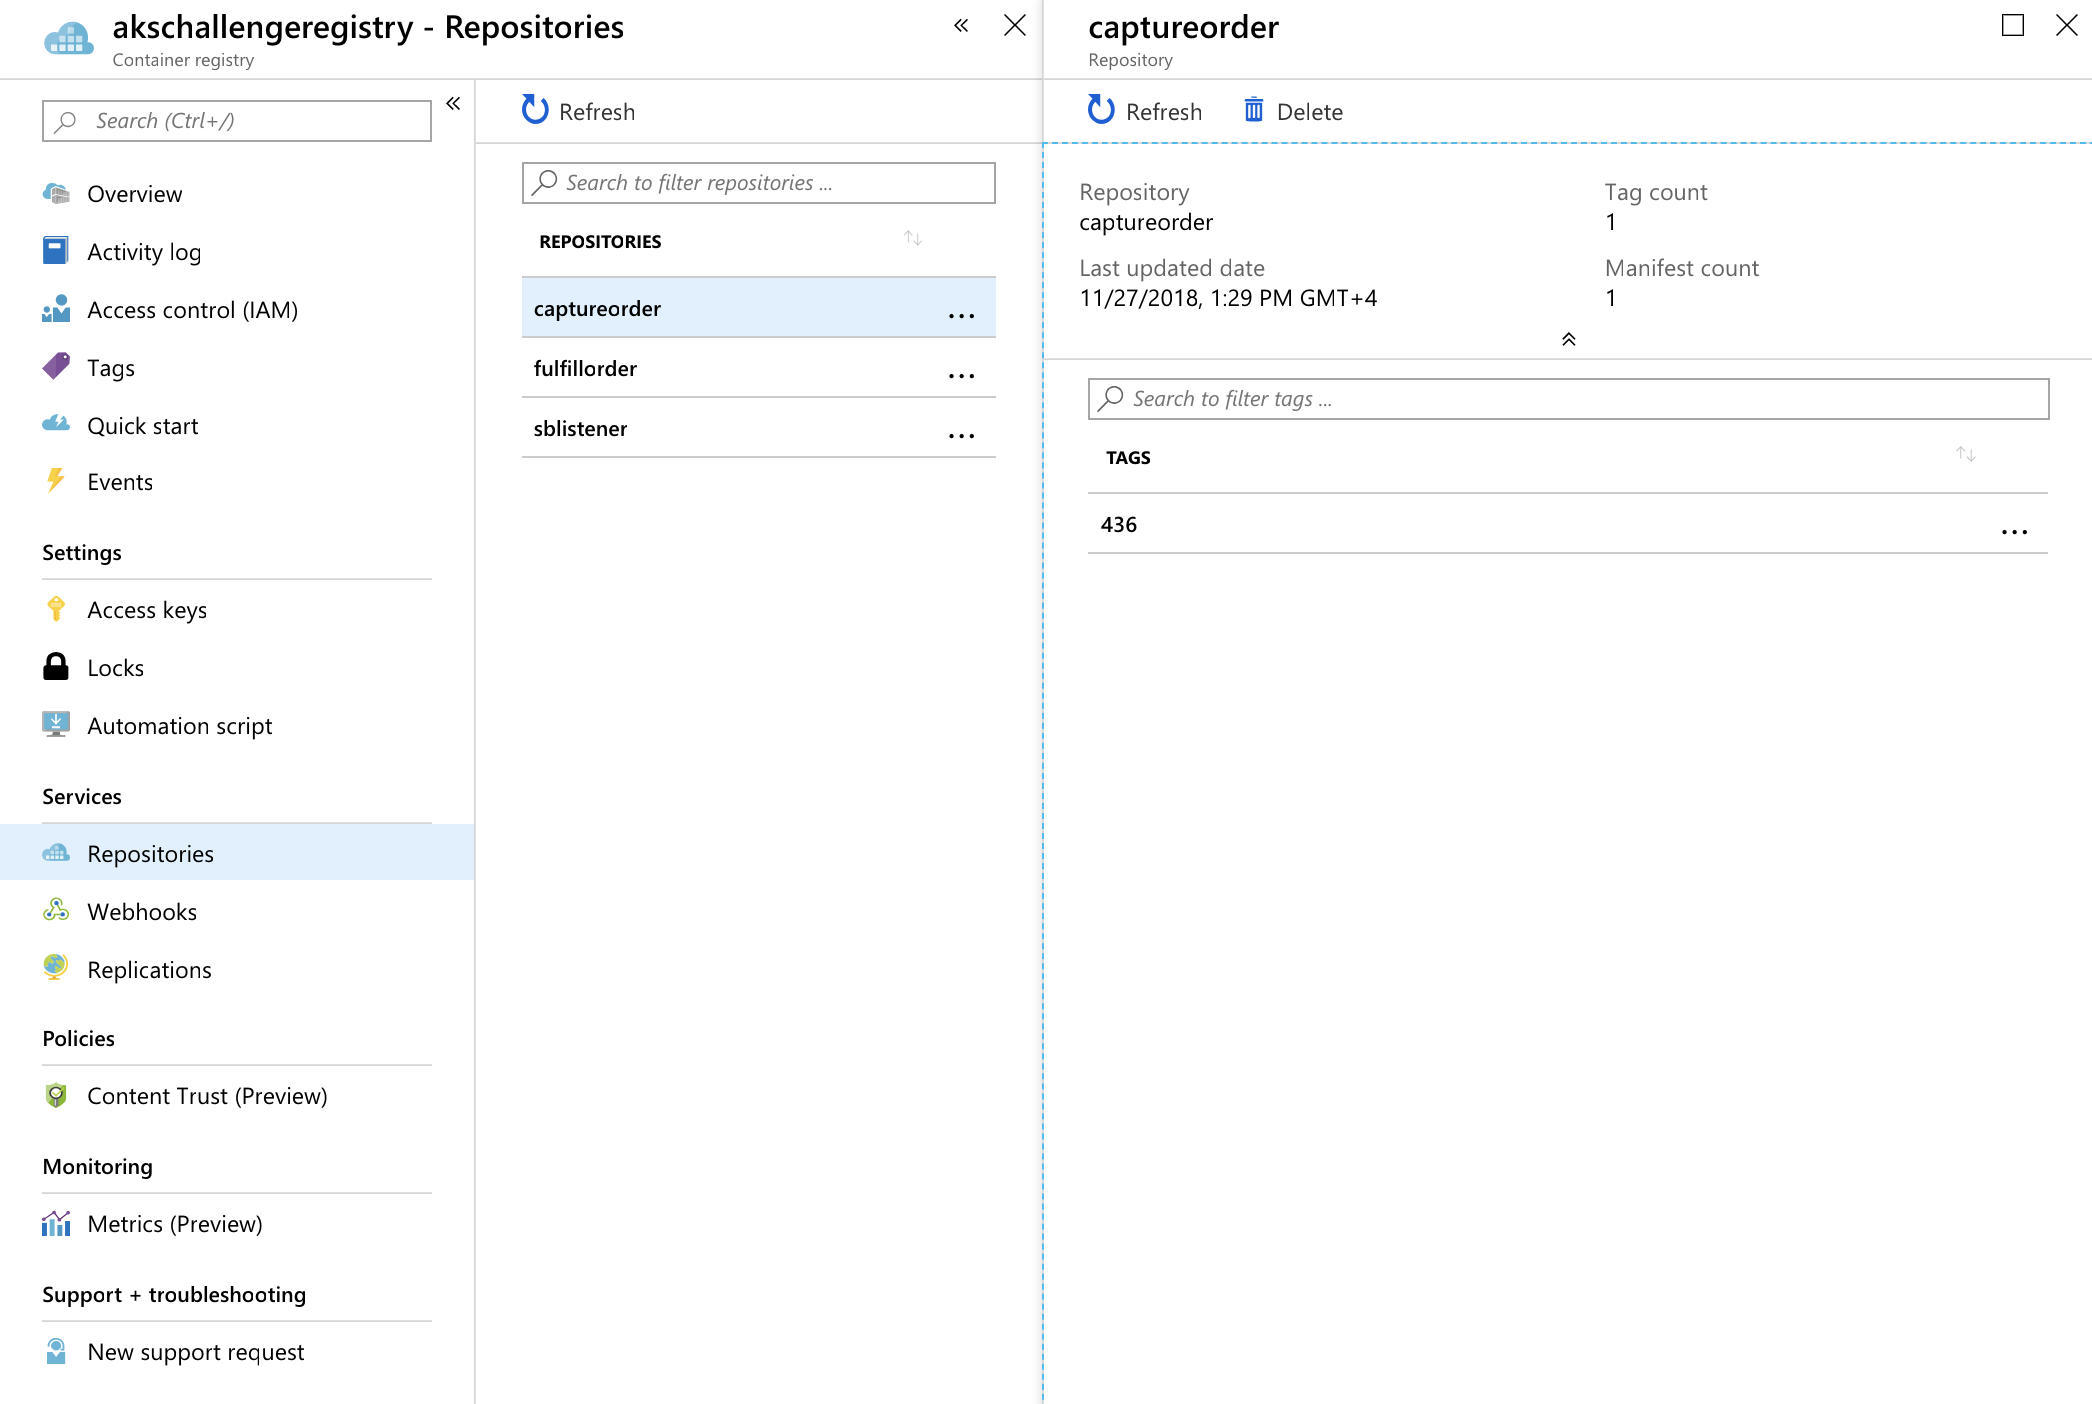 akschallengeregistry - Repositories
Container registry
Search (Ctrl+/)
Overview
Activity log
Access control (IAM)
Tags
Quick start
Events
Settings
Access keys
Locks
Automation script
Services
Repositories
Webhooks
Replications
Policies
Content Trust (Preview)
Monitoring
Metrics (Preview)
Support + troubleshooting
New support request
Refresh
Search to filter repositories ...
REPOSITORIES
captureorder
fulfillorder
sblistener
captureorder
Repository
Refresh
Delete
Repository
captureorder
Tag count
1
Last updated date
11/27/2018, 1:29 PM GMT+4
Manifest count
1
Search to filter tags ...
TAGS
436